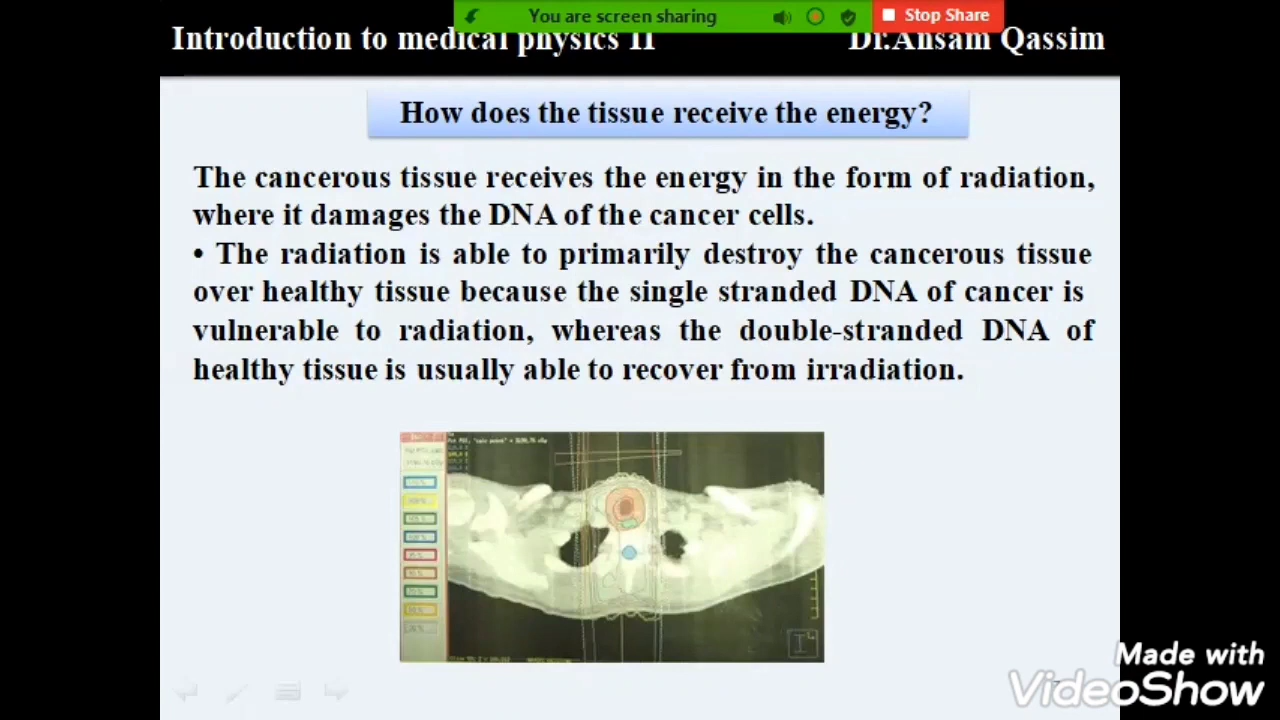 You are screen sharing
Stop Share
Introduction to medical physics II
Dr.Ansam Qassim
How does the tissue receive the energy?
The cancerous tissue receives the energy in the form of radiation,
where it damages the DNA of the cancer cells.
• The radiation is able to primarily destroy the cancerous tissue
over healthy tissue because the single stranded DNA of cancer is
vulnerable to radiation, whereas the double-stranded DNA of
healthy tissue is usually able to recover from irradiation.
Made with
VideoShow